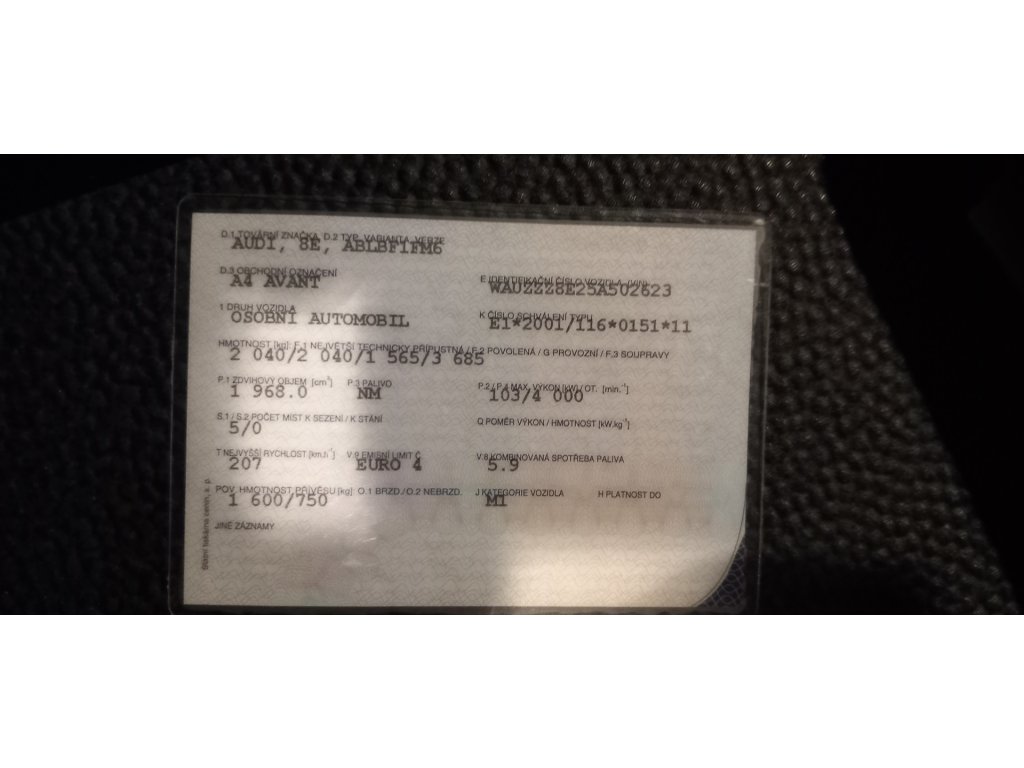 D.1 TOVÁRNÍ ZNAČKA, D.2 TYP, VARIANTA, VERZE
AUDI, 8E, ABLBF1FM6
D.3 OBCHODNÍ OZNAČENÍ
A4 AVANT
E IDENTIFIKAČNÍ ČÍSLO VOZIDLA (VIN)
WAUZZZ8E25A502623
1 DRUH VOZIDLA
OSOBNÍ AUTOMOBIL
K ČÍSLO SCHVÁLENÍ TYPU
E1*2001/116*0151*11
HMOTNOST [kg]: F.1 NEJVĚTŠÍ TECHNICKY PŘÍPUSTNÁ / F.2 POVOLENÁ / G PROVOZNÍ / F.3 SOUPRAVY
2 040/2 040/1 565/3 685
P.1 ZDVIHOVÝ OBJEM [cm³]
1 968.0
P.3 PALIVO
NM
P.2 / P.4 MAX. VÝKON [kW] / OT. [min.⁻¹]
103/4 000
S.1 / S.2 POČET MÍST K SEZENÍ / K STÁNÍ
5/0
Q POMĚR VÝKON / HMOTNOST [kW.kg⁻¹]
T NEJVYŠŠÍ RYCHLOST [km.h⁻¹]
207
V.9 EMISNÍ LIMIT Č
EURO 4
V.8 KOMBINOVANÁ SPOTŘEBA PALIVA
5.9
POV. HMOTNOST PŘÍVĚSU [kg]: O.1 BRZD./O.2 NEBRZD.
1 600/750
J KATEGORIE VOZIDLA
M1
H PLATNOST DO
JINÉ ZÁZNAMY
Státní tiskárna cenin, s. p.